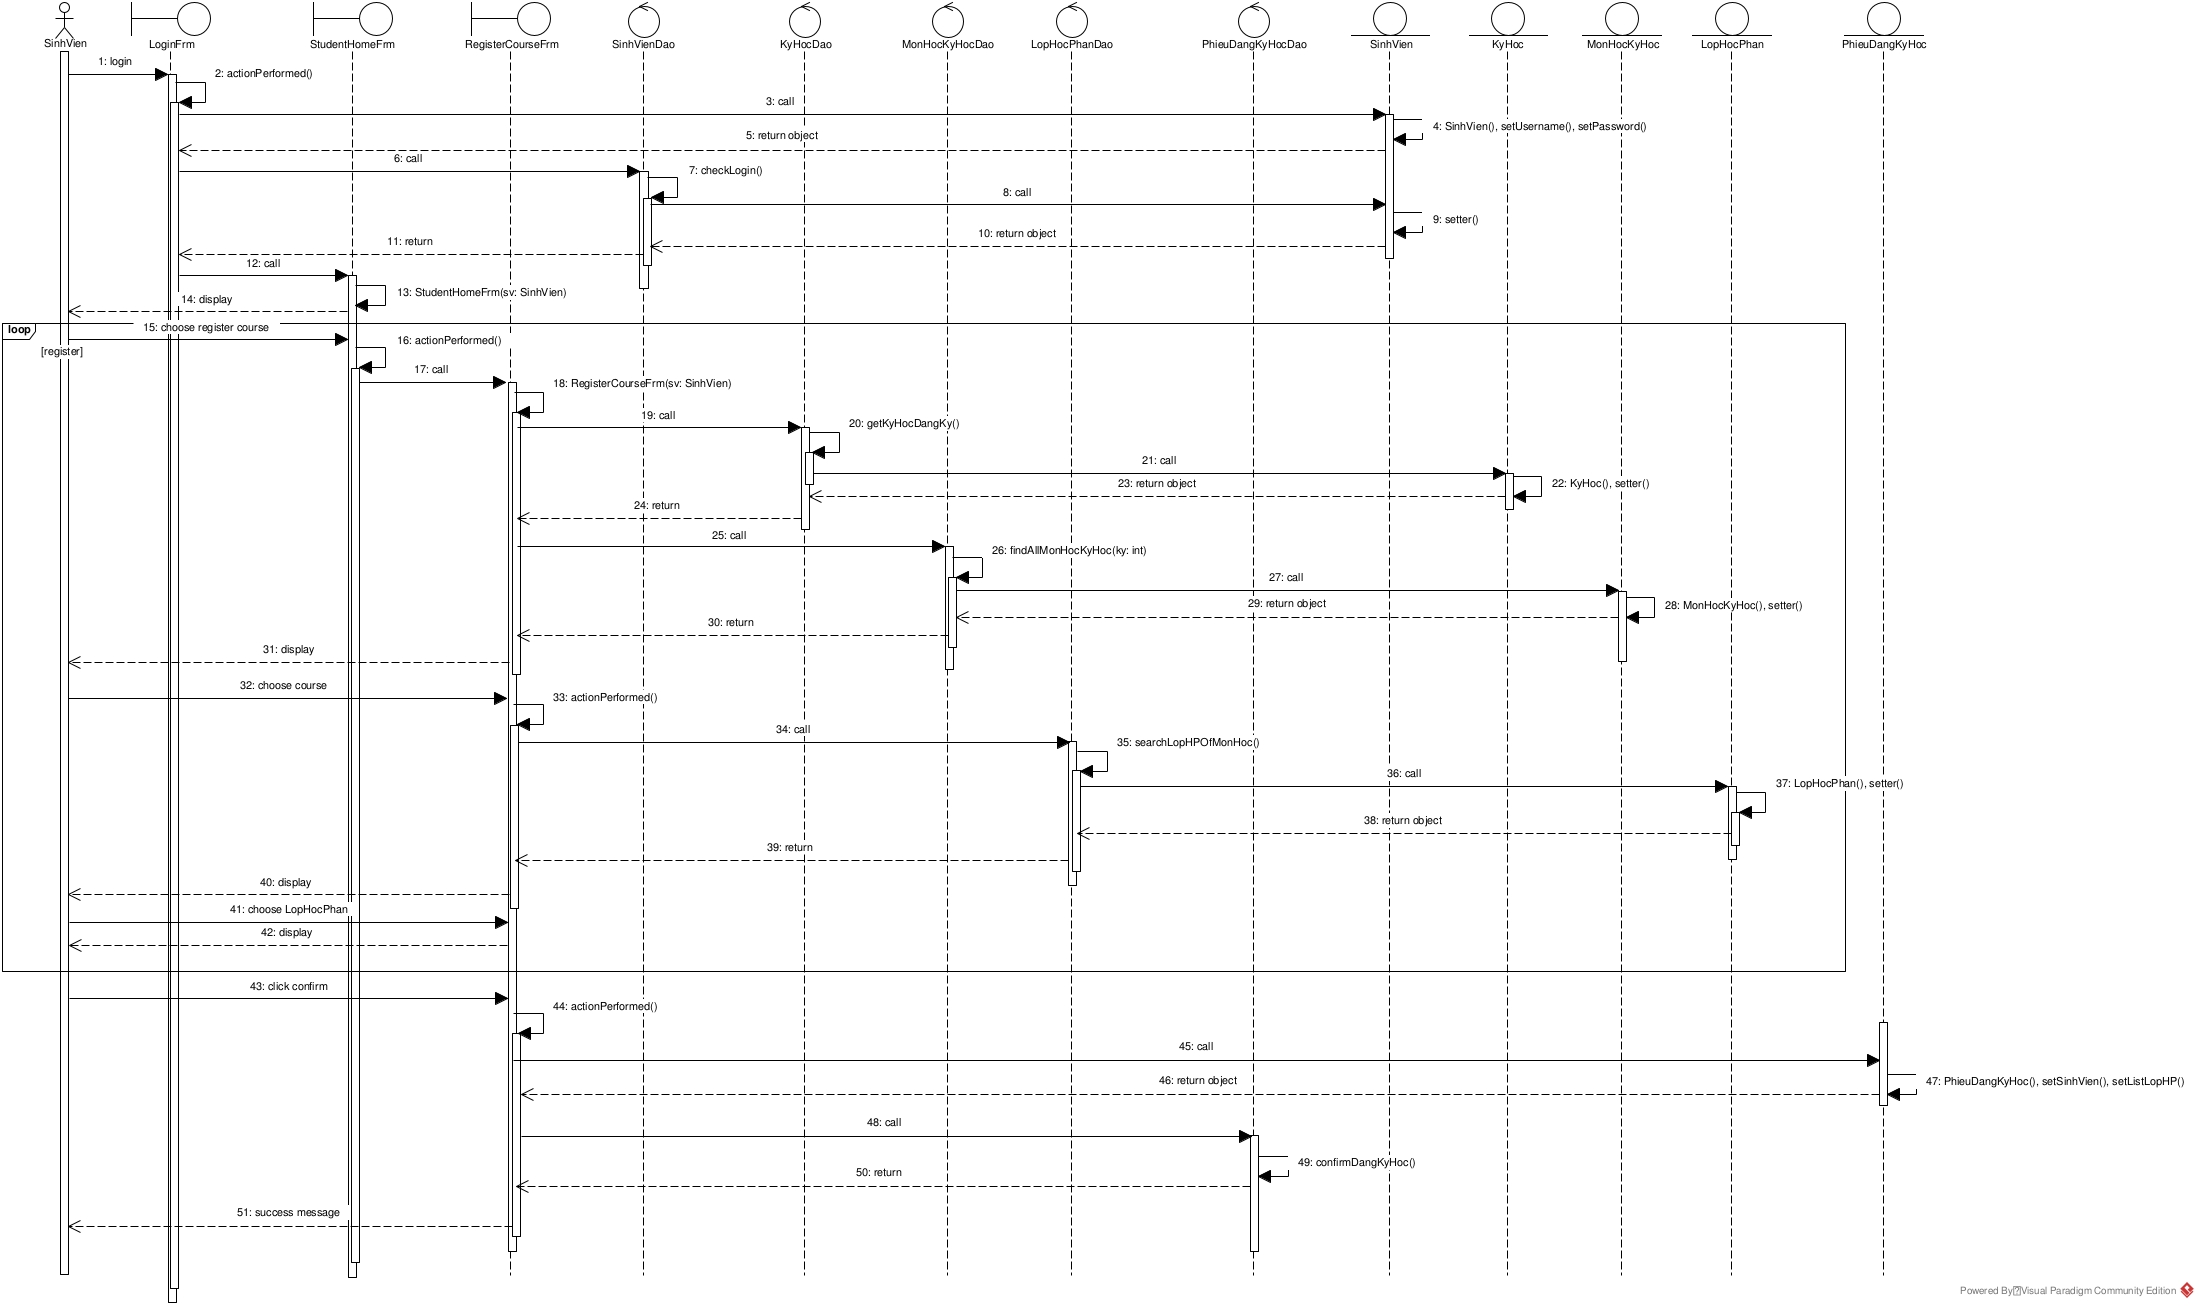 SinhVien
LoginFrm
StudentHomeFrm
RegisterCourseFrm
SinhVienDao
KyHocDao
MonHocKyHocDao
LopHocPhanDao
PhieuDangKyHocDao
SinhVien
KyHoc
MonHocKyHoc
LopHocPhan
PhieuDangKyHoc
1: login
2: actionPerformed()
3: call
4: SinhVien(), setUsername(), setPassword()
5: return object
6: call
7: checkLogin()
8: call
9: setter()
10: return object
11: return
12: call
13: StudentHomeFrm(sv: SinhVien)
14: display
loop
15: choose register course
[register]
16: actionPerformed()
17: call
18: RegisterCourseFrm(sv: SinhVien)
19: call
20: getKyHocDangKy()
21: call
22: KyHoc(), setter()
23: return object
24: return
25: call
26: findAllMonHocKyHoc(ky: int)
27: call
28: MonHocKyHoc(), setter()
29: return object
30: return
31: display
32: choose course
33: actionPerformed()
34: call
35: searchLopHPOfMonHoc()
36: call
37: LopHocPhan(), setter()
38: return object
39: return
40: display
41: choose LopHocPhan
42: display
43: click confirm
44: actionPerformed()
45: call
46: return object
47: PhieuDangKyHoc(), setSinhVien(), setListLopHP()
48: call
49: confirmDangKyHoc()
50: return
51: success message
Powered By Visual Paradigm Community Edition